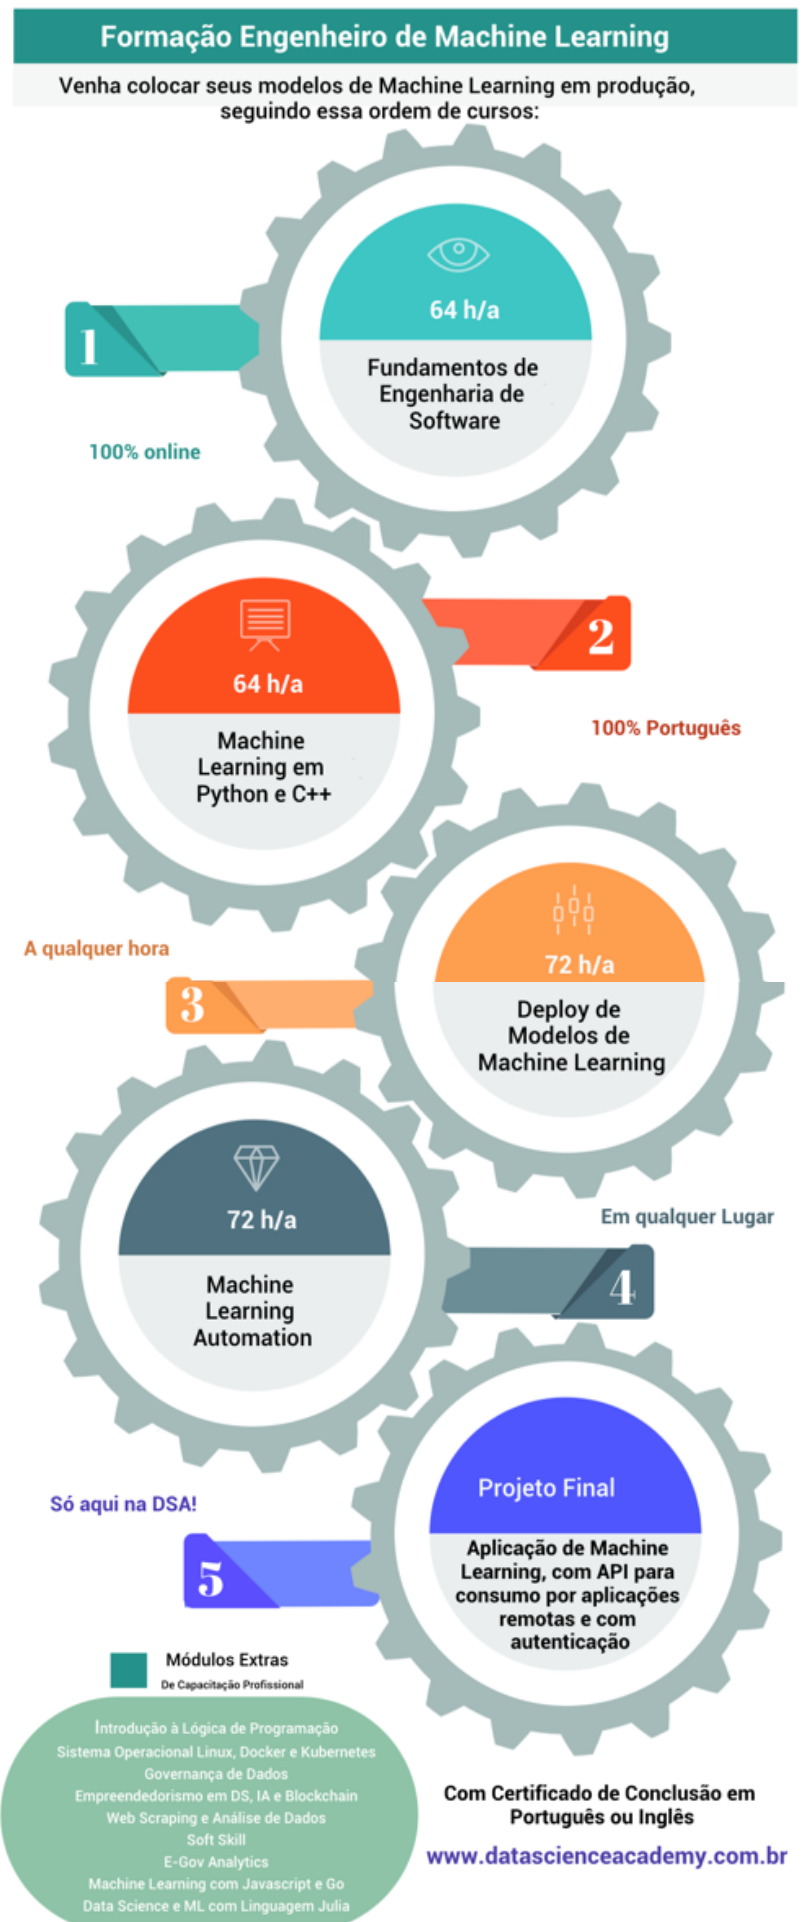 Formação Engenheiro de Machine Learning
Venha colocar seus modelos de Machine Learning em produção,
seguindo essa ordem de cursos:
64 h/a
Fundamentos de
Engenharia de
Software
1
100% online
64 h/a
Machine
Learning em
Python e C++
2
100% Português
72 h/a
Deploy de
Modelos de
Machine Learning
A qualquer hora
3
72 h/a
Machine
Learning
Automation
Em qualquer Lugar
4
Projeto Final
Aplicação de Machine
Learning, com API para
consumo por aplicações
remotas e com
autenticação
Só aqui na DSA!
5
Módulos Extras
De Capacitação Profissional
Introdução à Lógica de Programação
Sistema Operacional Linux, Docker e Kubernetes
Governança de Dados
Empreendedorismo em DS, IA e Blockchain
Web Scraping e Análise de Dados
Soft Skill
E-Gov Analytics
Machine Learning com Javascript e Go
Data Science e ML com Linguagem Julia
Com Certificado de Conclusão em
Português ou Inglês
www.datascienceacademy.com.br